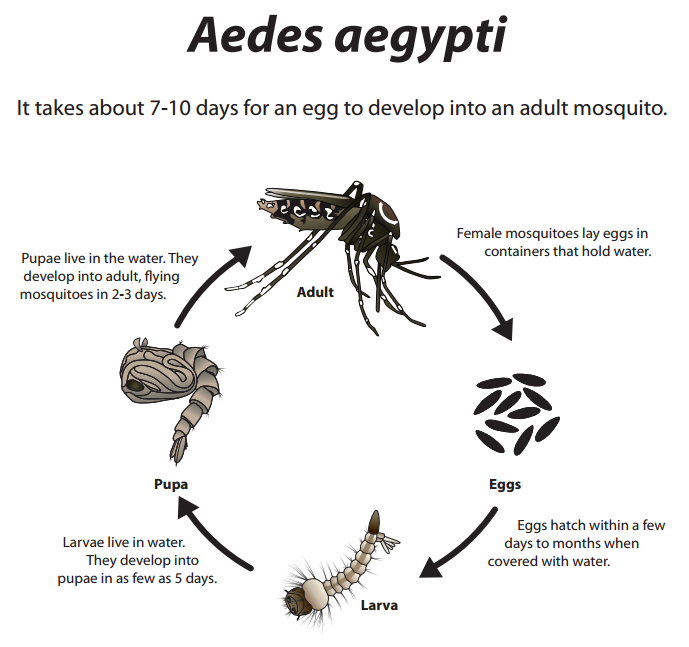 Aedes aegypti
It takes about 7-10 days for an egg to develop into an adult mosquito.
Female mosquitoes lay eggs in
containers that hold water.
Pupae live in the water. They
develop into adult, flying
mosquitoes in 2-3 days.
Adult
Pupa
Eggs
Eggs hatch within a few
days to months when
covered with water.
Larvae live in water.
They develop into
pupae in as few as 5 days.
Larva